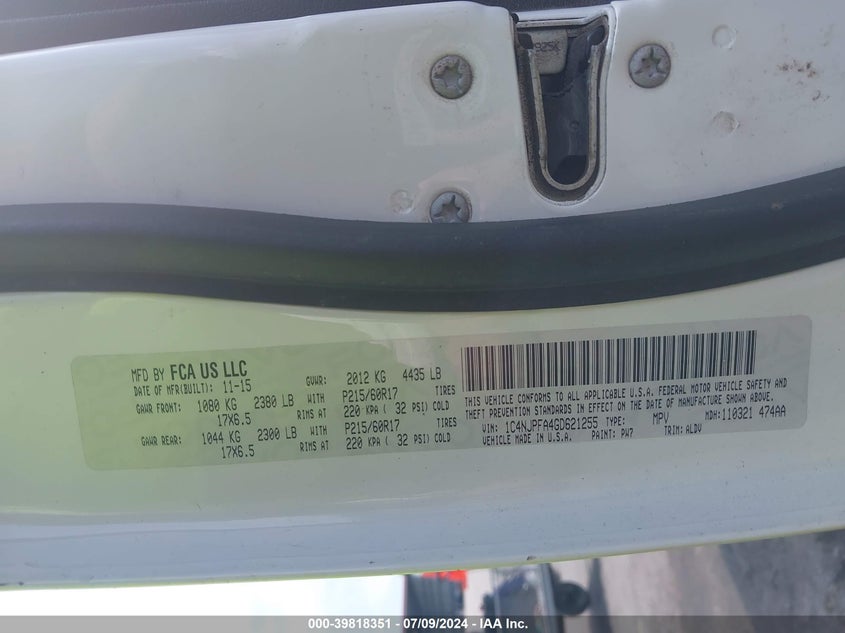 MFD BY FCA US LLC
DATE OF MFR(BUILT): 11-15 GVWR: 2012 KG 4435 LB
GAWR FRONT: 1080 KG 2380 LB WITH P215/60R17 TIRES
17X6.5 RIMS AT 220 KPA ( 32 PSI) COLD
GAWR REAR: 1044 KG 2300 LB WITH P215/60R17 TIRES
17X6.5 RIMS AT 220 KPA ( 32 PSI) COLD
THIS VEHICLE CONFORMS TO ALL APPLICABLE U.S.A. FEDERAL MOTOR VEHICLE SAFETY AND
THEFT PREVENTION STANDARDS IN EFFECT ON THE DATE OF MANUFACTURE SHOWN ABOVE.
VIN: 1C4NJPFA4GD621255 TYPE: MPV MDH: 110321 474AA
VEHICLE MADE IN U.S.A. PAINT: PW7 TRIM: ALDV
000-39818351 - 07/09/2024 - IAA Inc.